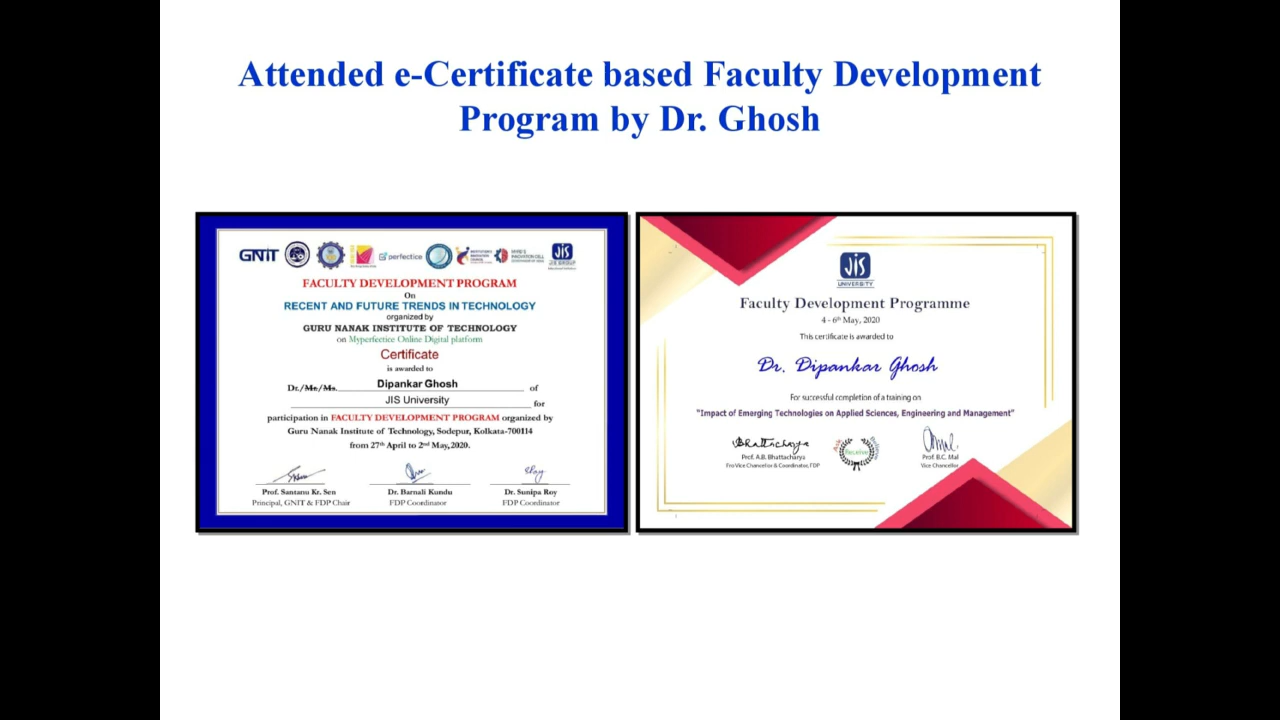 Attended e-Certificate based Faculty Development
Program by Dr. Ghosh
GNIT
perfectice
JIS GROUP
FACULTY DEVELOPMENT PROGRAM
On
RECENT AND FUTURE TRENDS IN TECHNOLOGY
organized by
GURU NANAK INSTITUTE OF TECHNOLOGY
on Myperfectice Online Digital platform
Certificate
is awarded to
Dr./Mr./Ms. Dipankar Ghosh of
JIS University for
participation in FACULTY DEVELOPMENT PROGRAM organized by
Guru Nanak Institute of Technology, Sodepur, Kolkata-700114
from 27th April to 2nd May, 2020.
Prof. Santanu Kr. Sen
Principal, GNIT & FDP Chair
Dr. Barnali Kundu
FDP Coordinator
Dr. Sunipa Roy
FDP Coordinator
JIS
UNIVERSITY
Faculty Development Programme
4 - 6th May, 2020
This certificate is awarded to
Dr. Dipankar Ghosh
For successful completion of a training on
"Impact of Emerging Technologies on Applied Sciences, Engineering and Management"
Prof. A.B. Bhattacharya
Pro Vice Chancellor & Coordinator, FDP
Prof. B.C. Mal
Vice Chancellor